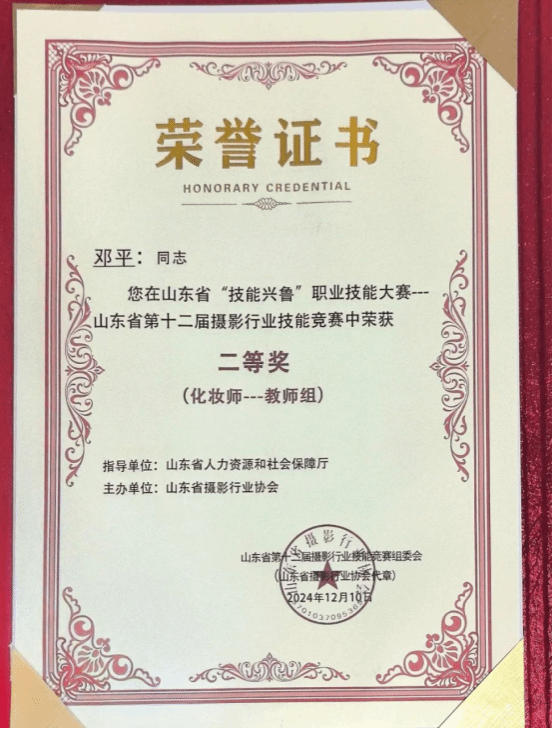 荣誉证书
HONORARY CREDENTIAL
邓平：同志
您在山东省“技能兴鲁”职业技能大赛---
山东省第十二届摄影行业技能竞赛中荣获
二等奖
（化妆师---教师组）
指导单位：山东省人力资源和社会保障厅
主办单位：山东省摄影行业协会
山东省第十二届摄影行业技能竞赛组委会
（山东省摄影行业协会代章）
2024年12月10日